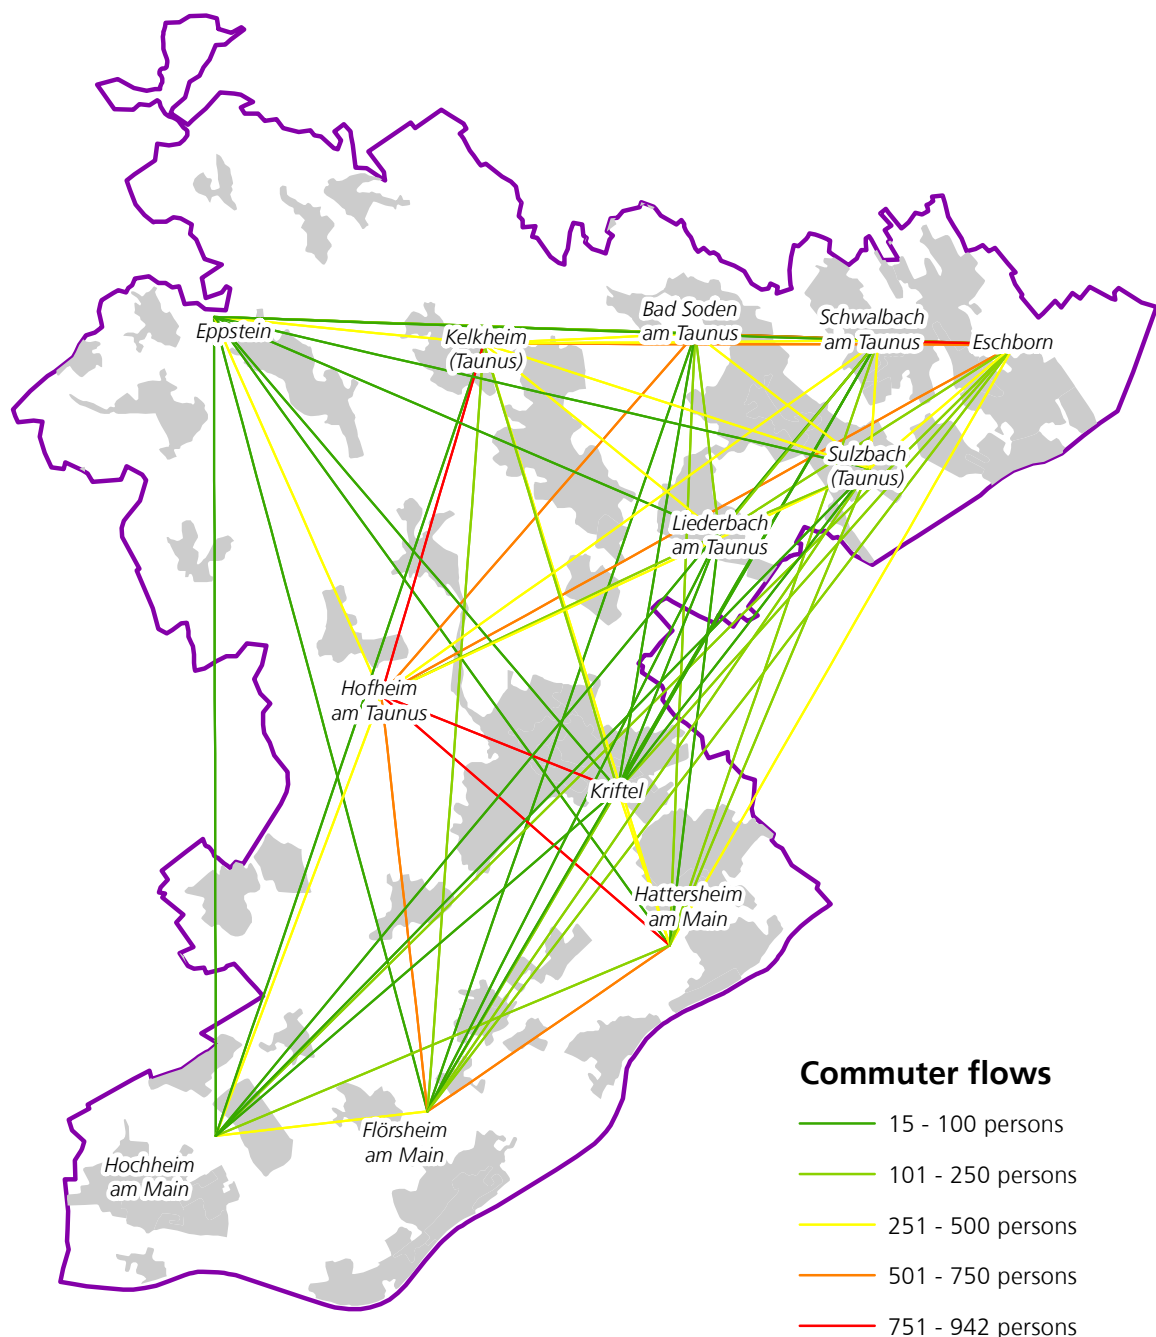 Bad Soden
am Taunus
Schwalbach
am Taunus
Eppstein
Kelkheim
(Taunus)
Eschborn
Sulzbach
(Taunus)
Liederbach
am Taunus
Hofheim
am Taunus
Kriftel
Hattersheim
am Main
Flörsheim
am Main
Hochheim
am Main
Commuter flows
15 - 100 persons
101 - 250 persons
251 - 500 persons
501 - 750 persons
751 - 942 persons